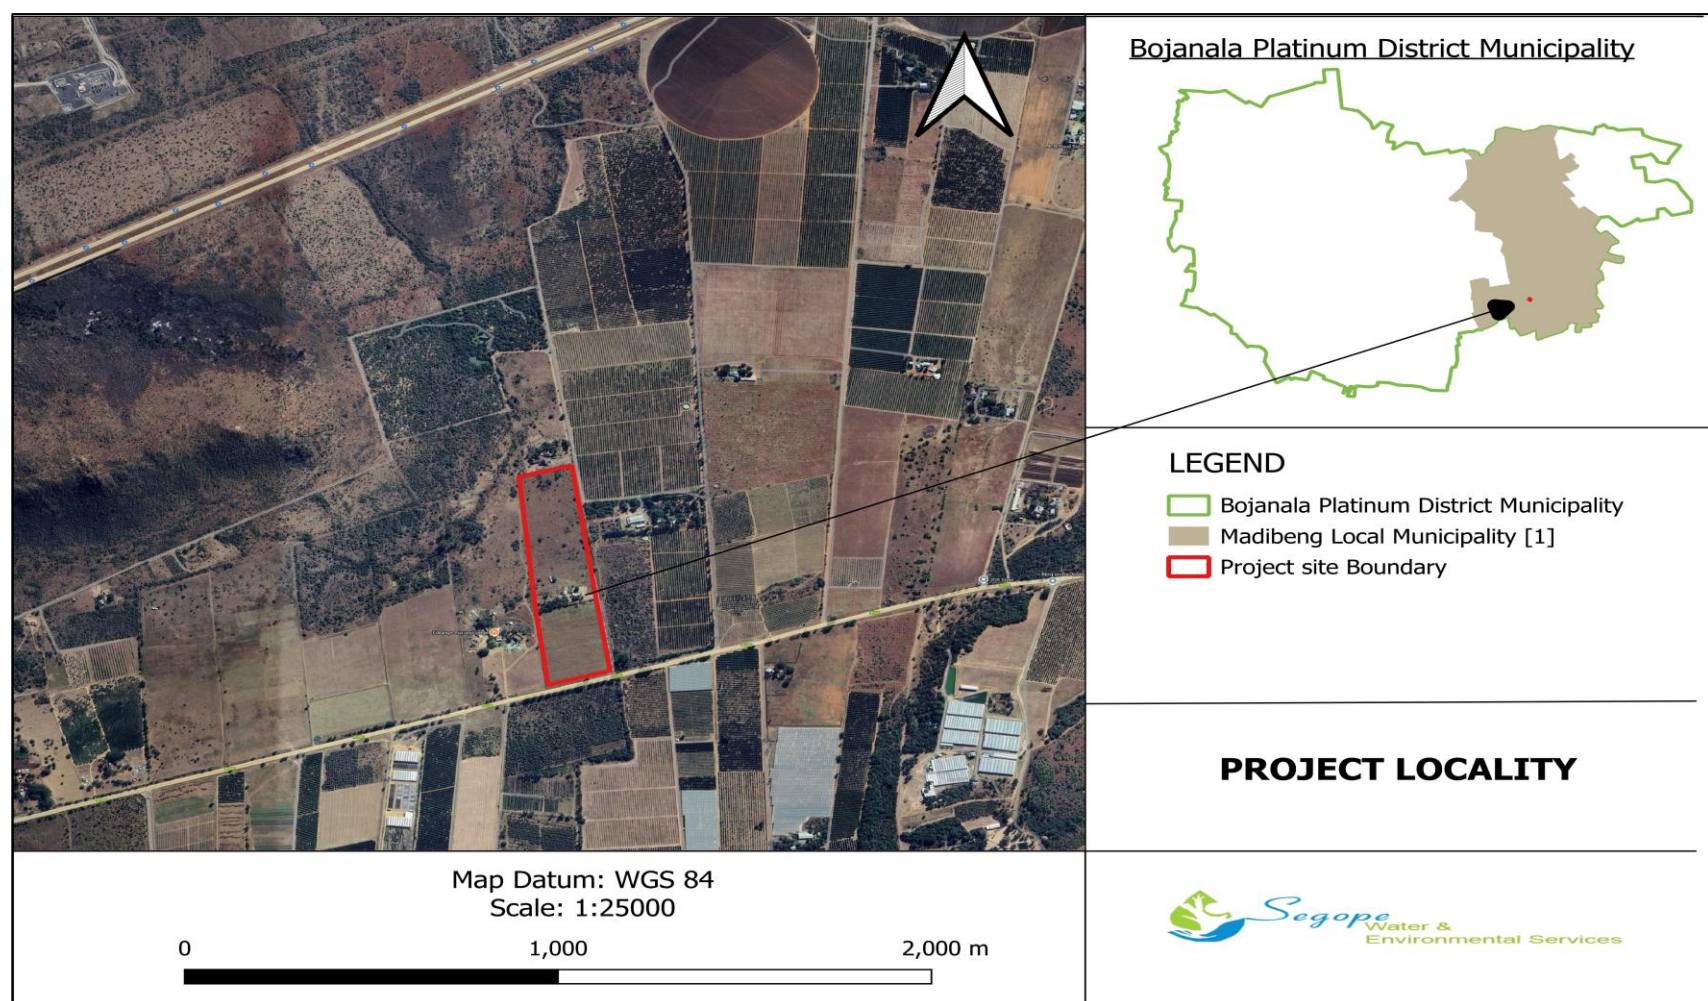 Bojanala Platinum District Municipality
LEGEND
Bojanala Platinum District Municipality
Madibeng Local Municipality [1]
Project site Boundary
PROJECT LOCALITY
Map Datum: WGS 84
Scale: 1:25000
0 1,000 2,000 m
Segope
Water &
Environmental Services